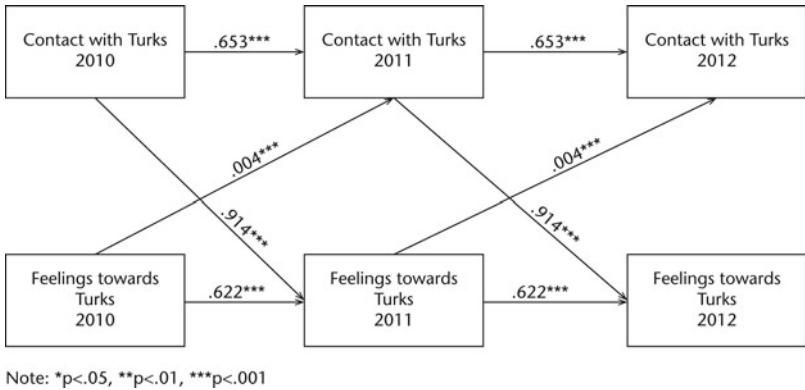 Contact with Turks
2010
.653***
Contact with Turks
2011
.653***
Contact with Turks
2012
.004***
.914***
.004***
.914***
Feelings towards
Turks
2010
.622***
Feelings towards
Turks
2011
.622***
Feelings towards
Turks
2012
Note: *p<.05, **p<.01, ***p<.001